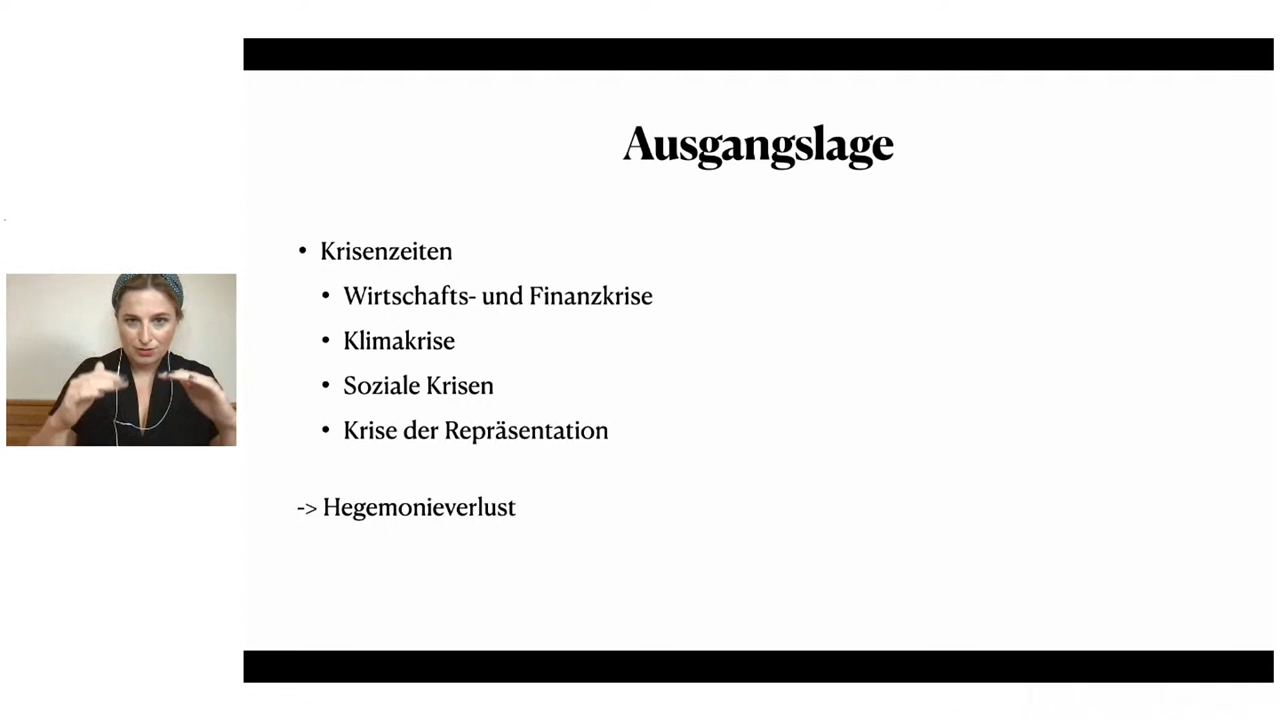 Ausgangslage
• Krisenzeiten
• Wirtschafts- und Finanzkrise
• Klimakrise
• Soziale Krisen
• Krise der Repräsentation
-> Hegemonieverlust